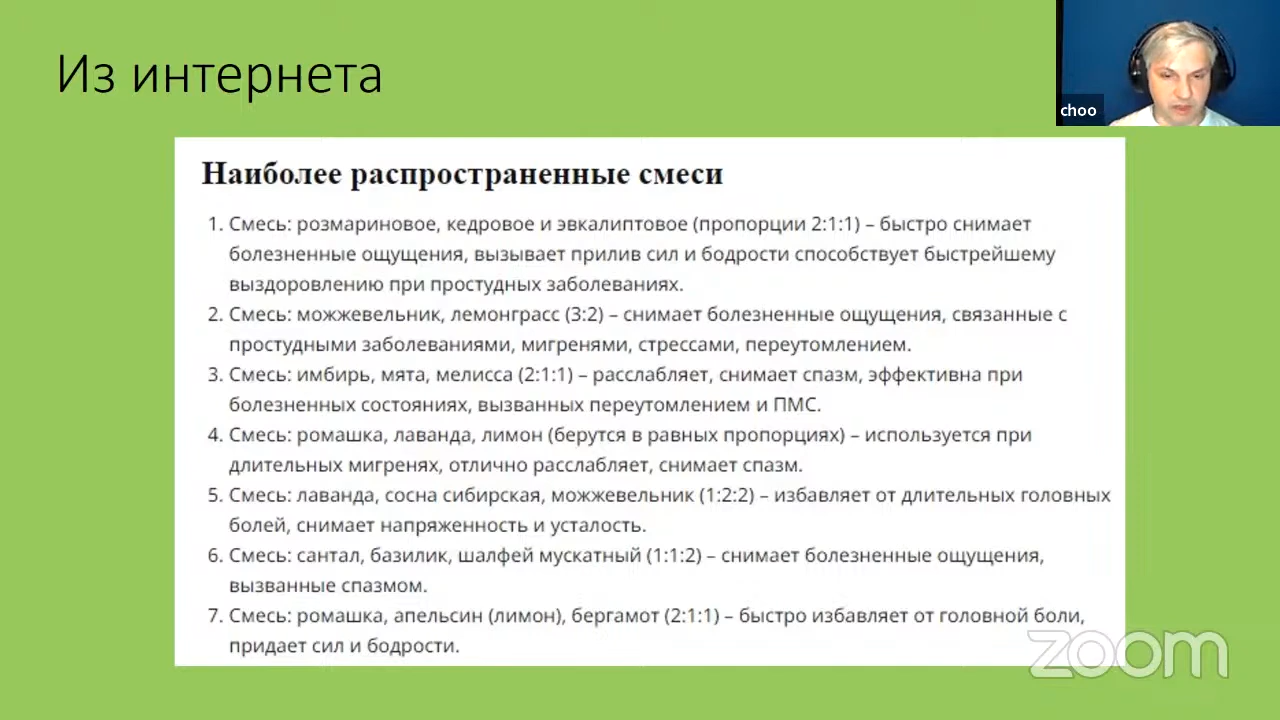 Из интернета
choo
Наиболее распространенные смеси
1. Смесь: розмариновое, кедровое и эвкалиптовое (пропорции 2:1:1) – быстро снимает
болезненные ощущения, вызывает прилив сил и бодрости способствует быстрейшему
выздоровлению при простудных заболеваниях.
2. Смесь: можжевельник, лемонграсс (3:2) – снимает болезненные ощущения, связанные с
простудными заболеваниями, мигренями, стрессами, переутомлением.
3. Смесь: имбирь, мята, мелисса (2:1:1) – расслабляет, снимает спазм, эффективна при
болезненных состояниях, вызванных переутомлением и ПМС.
4. Смесь: ромашка, лаванда, лимон (берутся в равных пропорциях) – используется при
длительных мигренях, отлично расслабляет, снимает спазм.
5. Смесь: лаванда, сосна сибирская, можжевельник (1:2:2) – избавляет от длительных головных
болей, снимает напряженность и усталость.
6. Смесь: сантал, базилик, шалфей мускатный (1:1:2) – снимает болезненные ощущения,
вызванные спазмом.
7. Смесь: ромашка, апельсин (лимон), бергамот (2:1:1) – быстро избавляет от головной боли,
придает сил и бодрости.
zoom